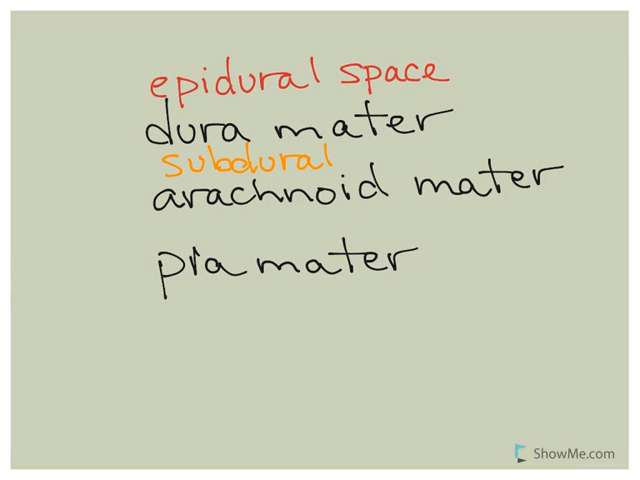 epidural space
dura mater
subdural
arachnoid mater
pia mater
ShowMe.com